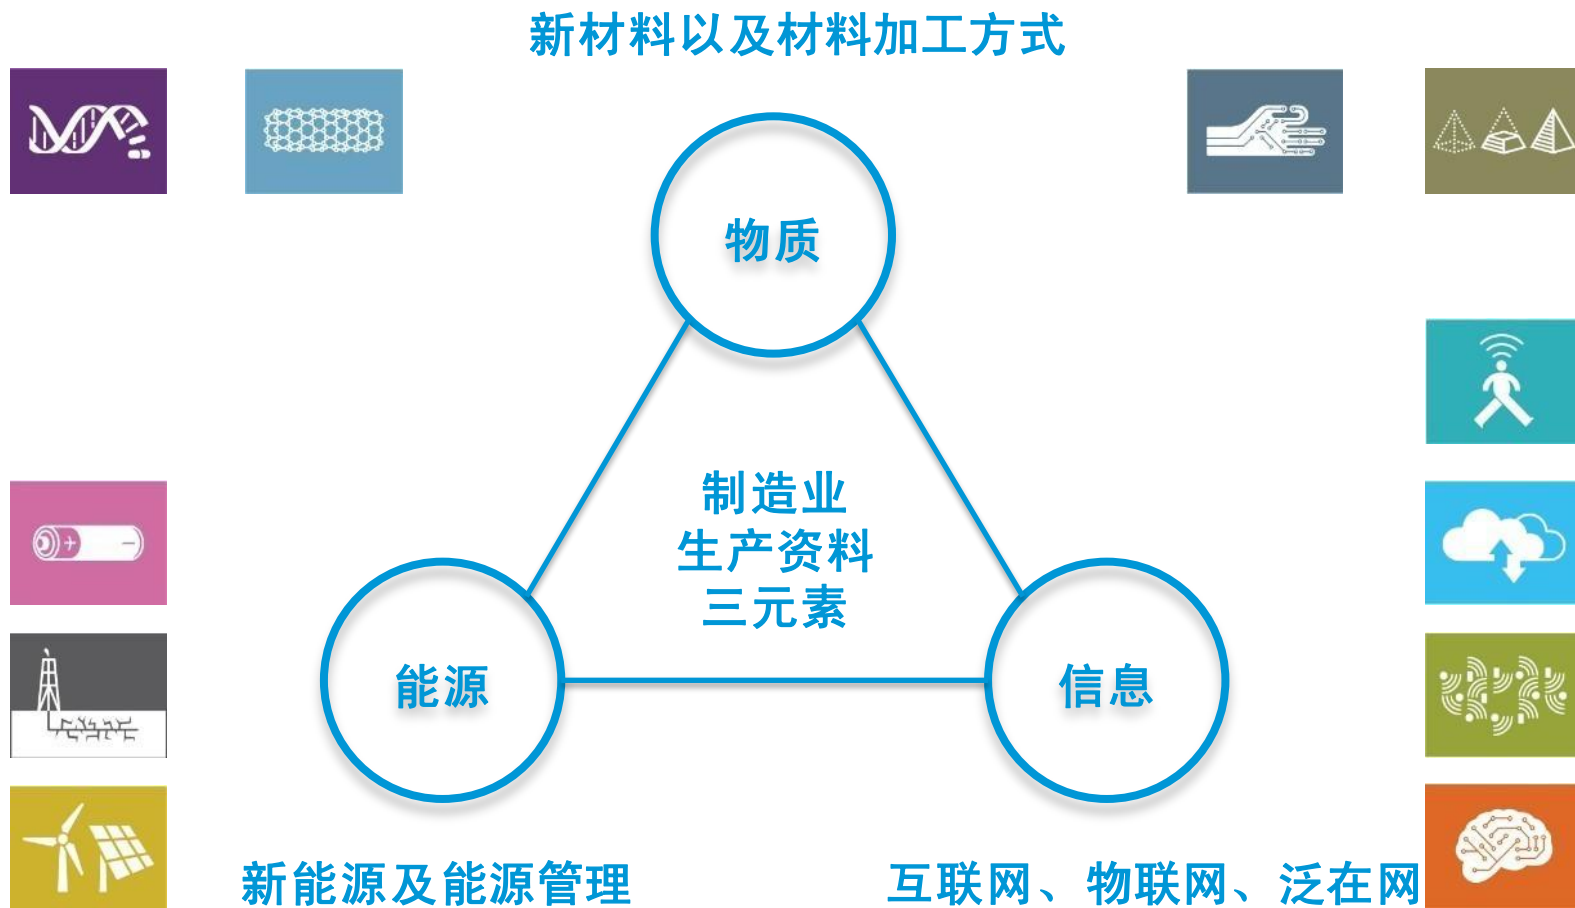 新材料以及材料加工方式
物质
制造业
生产资料
三元素
能源
信息
新能源及能源管理
互联网、物联网、泛在网